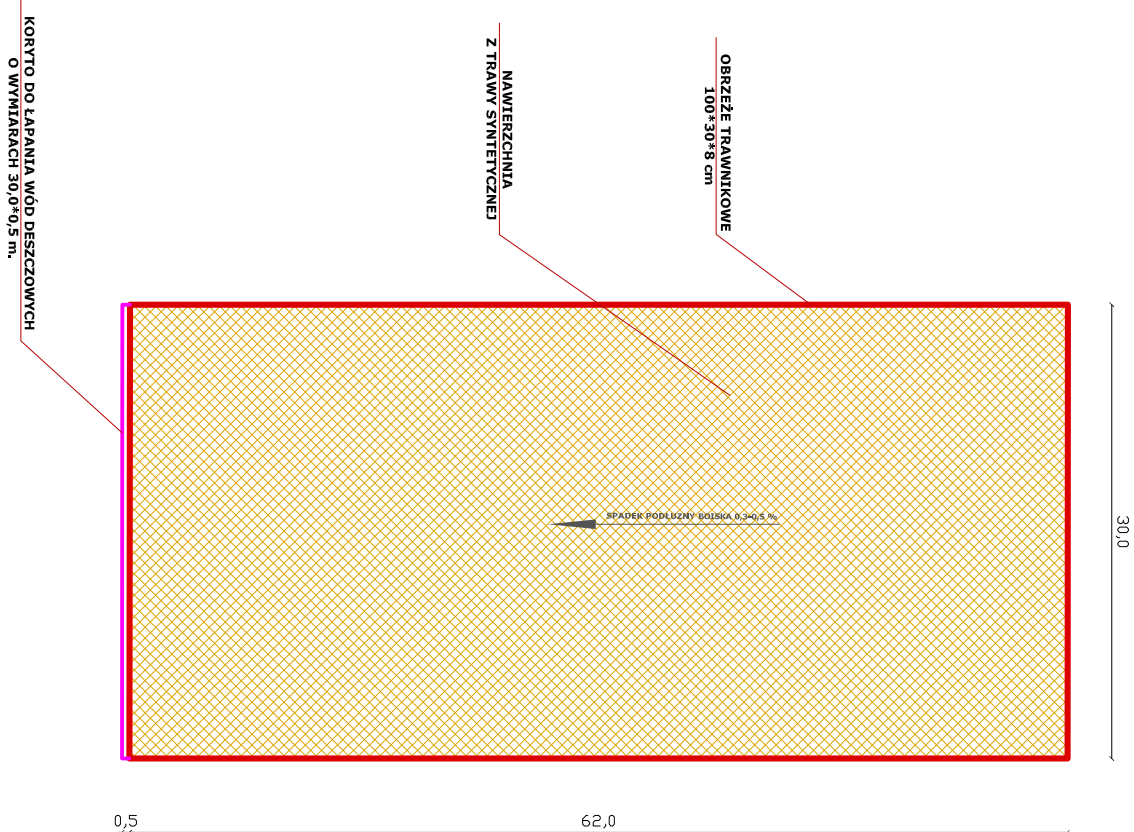 KORYTO DO ŁAPANIA WÓD DESZCZOWYCH
O WYMIARACH 30,0*0,5 m.
NAWIERZCHNIA
Z TRAWY SYNTETYCZNEJ
OBRZEŻE TRAWNIKOWE
100*30*8 cm
SPADEK PODŁUZNY BOISKA 0,3-0,5 %
30,0
0,5
62,0